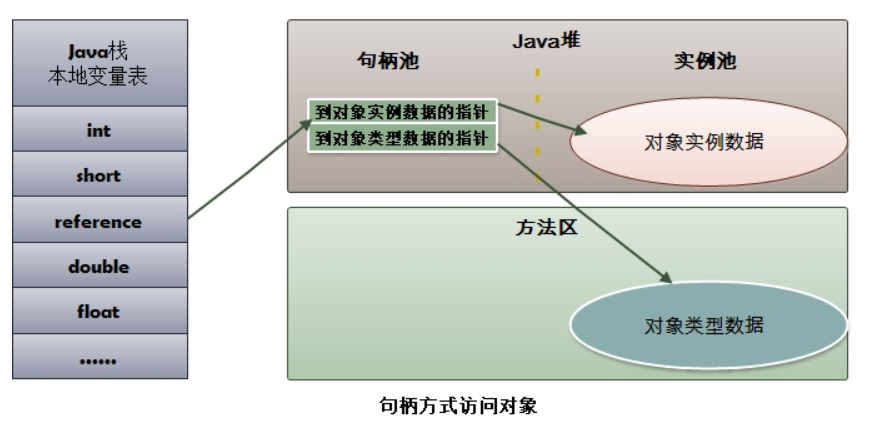 Java栈
本地变量表
int
short
reference
double
float
......
Java堆
句柄池
实例池
到对象实例数据的指针
到对象类型数据的指针
对象实例数据
方法区
对象类型数据
句柄方式访问对象